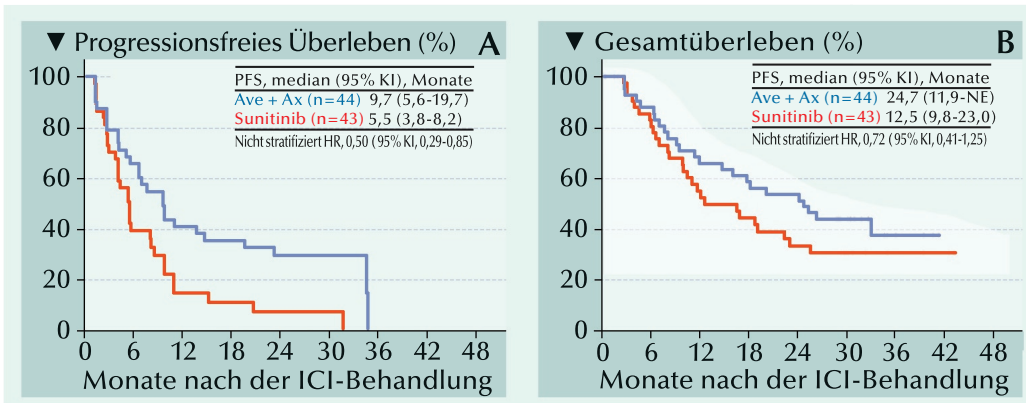 ▼ Progressionsfreies Überleben (%) A
PFS, median (95% KI), Monate
Ave + Ax (n=44) 9,7 (5,6-19,7)
Sunitinib (n=43) 5,5 (3,8-8,2)
Nicht stratifiziert HR, 0,50 (95% KI, 0,29-0,85)
100
80
60
40
20
0
0 6 12 18 24 30 36 42 48
Monate nach der ICI-Behandlung
▼ Gesamtüberleben (%) B
PFS, median (95% KI), Monate
Ave + Ax (n=44) 24,7 (11,9-NE)
Sunitinib (n=43) 12,5 (9,8-23,0)
Nicht stratifiziert HR, 0,72 (95% KI, 0,41-1,25)
100
80
60
40
20
0
0 6 12 18 24 30 36 42 48
Monate nach der ICI-Behandlung